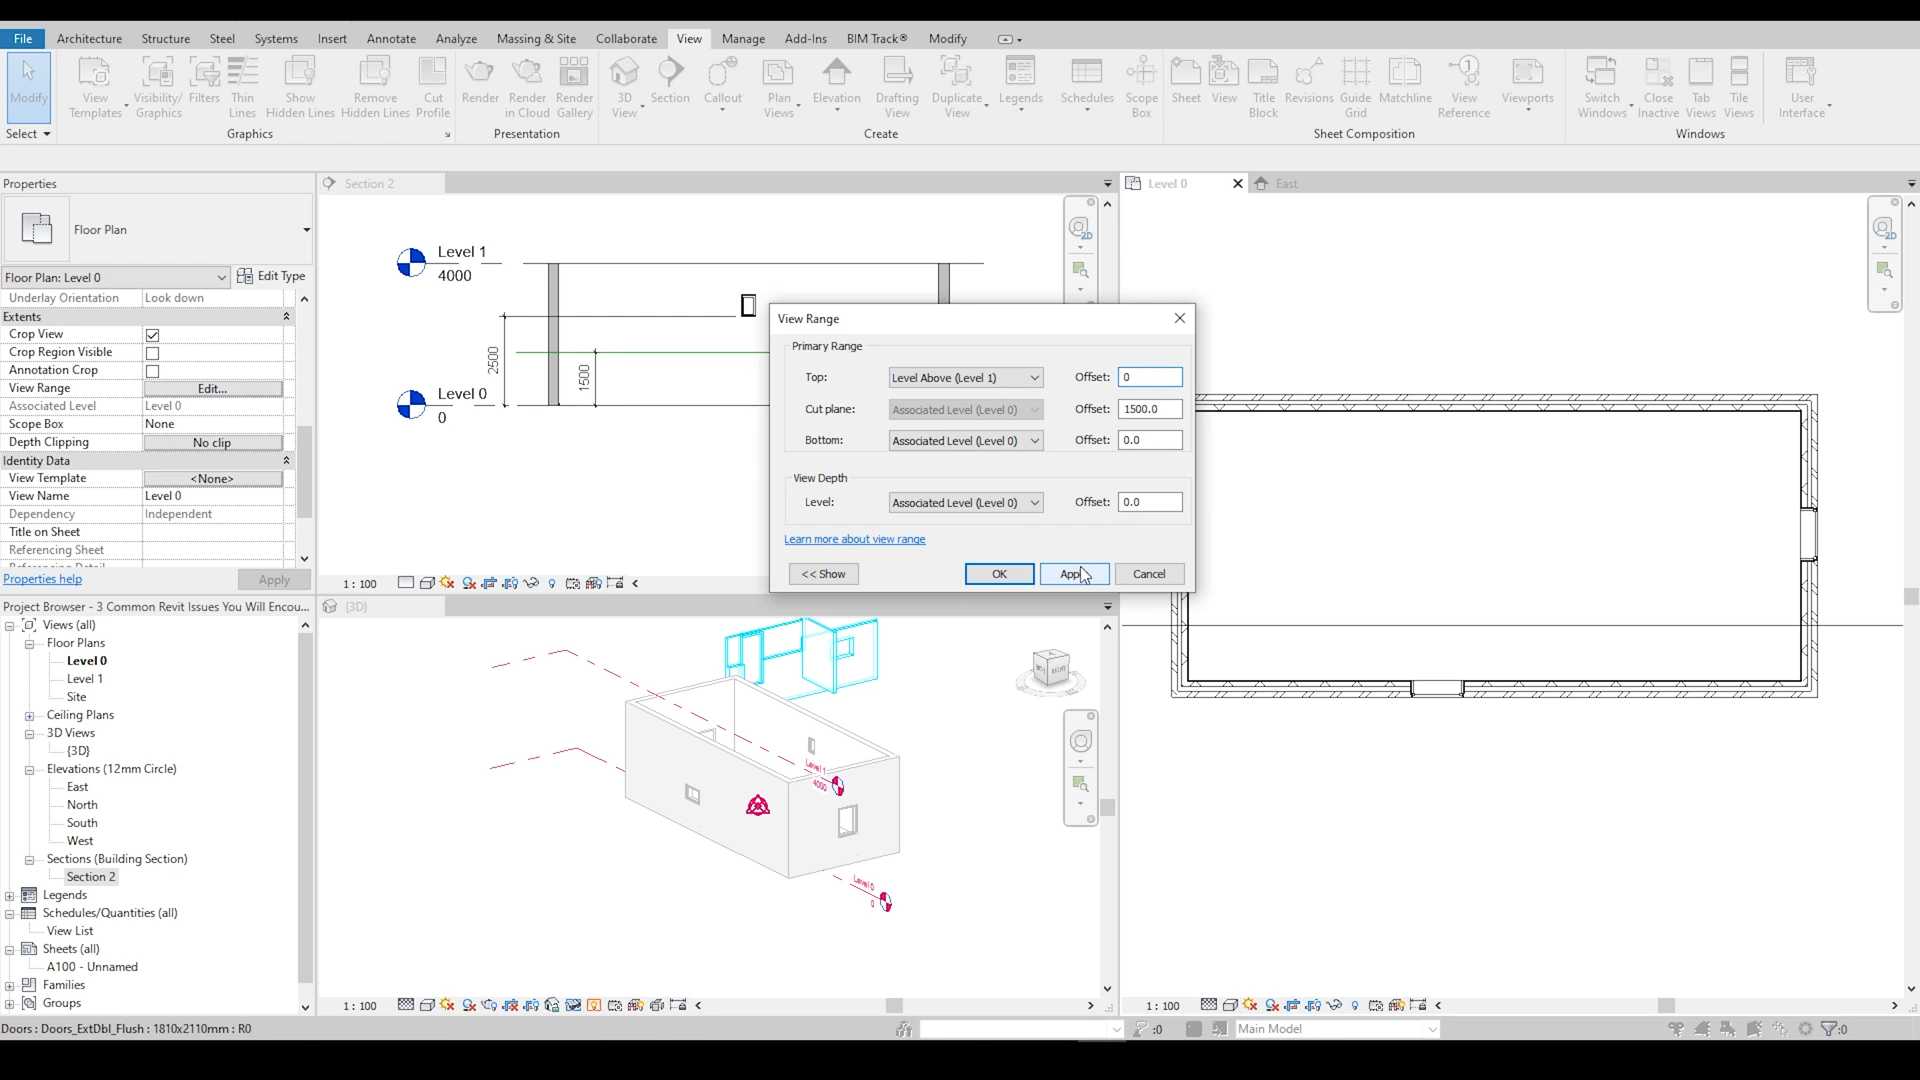 File Architecture Structure Steel Systems Insert Annotate Analyze Massing & Site Collaborate View Manage Add-Ins BIM Track® Modify
Modify
View Templates
Visibility/ Graphics
Filters
Thin Lines
Show Hidden Lines
Remove Hidden Lines
Cut Profile
Render
Render in Cloud
Render Gallery
3D View
Section
Callout
Plan Views
Elevation
Drafting View
Duplicate View
Legends
Schedules
Scope Box
Sheet
View
Title Block
Revisions
Guide Grid
Matchline
View Reference
Viewports
Switch Windows
Close Inactive
Tab Views
Tile Views
User Interface
Select Graphics Presentation Create Sheet Composition Windows
Properties
Floor Plan
Floor Plan: Level 0 Edit Type
Underlay Orientation Look down
Extents
Crop View
Crop Region Visible
Annotation Crop
View Range Edit...
Associated Level Level 0
Scope Box None
Depth Clipping No clip
Identity Data
View Template <None>
View Name Level 0
Dependency Independent
Title on Sheet
Referencing Sheet
Referencing Detail
Properties help Apply
Project Browser - 3 Common Revit Issues You Will Encou...
Views (all)
Floor Plans
Level 0
Level 1
Site
Ceiling Plans
3D Views
{3D}
Elevations (12mm Circle)
East
North
South
West
Sections (Building Section)
Section 2
Legends
Schedules/Quantities (all)
View List
Sheets (all)
A100 - Unnamed
Families
Groups
Section 2
Level 1
4000
2500
1500
Level 0
0
1 : 100
{3D}
Level 1
4000
Level 0
0
RIGHT
1 : 100
Level 0 East
2D
2D
1 : 100
View Range
Primary Range
Top: Level Above (Level 1) Offset: 0
Cut plane: Associated Level (Level 0) Offset: 1500.0
Bottom: Associated Level (Level 0) Offset: 0.0
View Depth
Level: Associated Level (Level 0) Offset: 0.0
Learn more about view range
<< Show OK Apply Cancel
Doors : Doors_ExtDbl_Flush : 1810x2110mm : R0 :0 Main Model :0